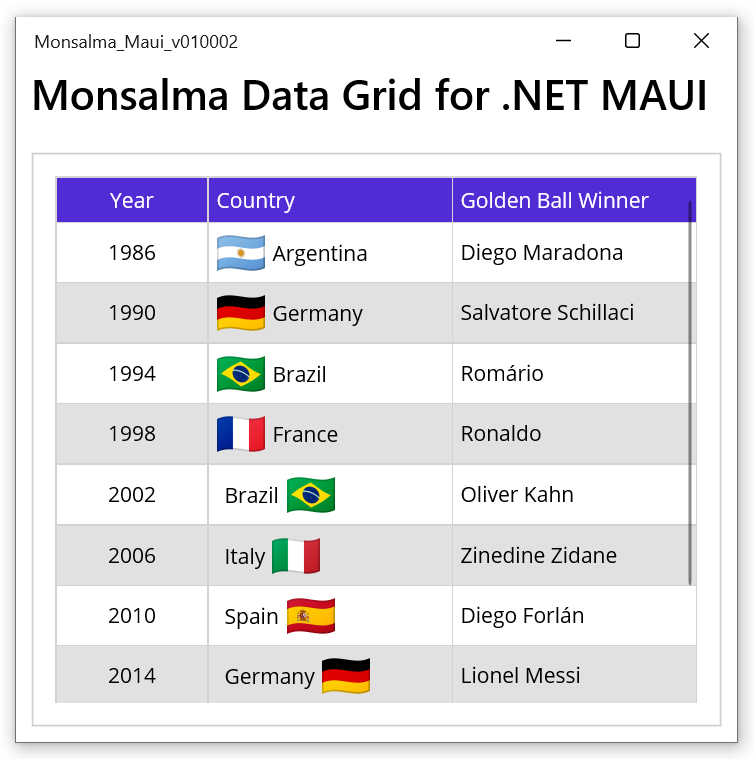 Monsalma_Maui_v010002
Monsalma Data Grid for .NET MAUI
Year Country Golden Ball Winner
1986 Argentina Diego Maradona
1990 Germany Salvatore Schillaci
1994 Brazil Romário
1998 France Ronaldo
2002 Brazil Oliver Kahn
2006 Italy Zinedine Zidane
2010 Spain Diego Forlán
2014 Germany Lionel Messi